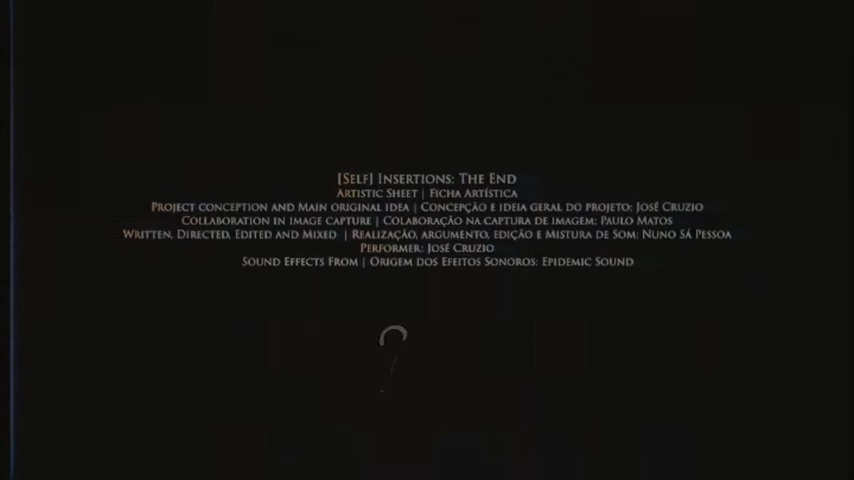 [Self] Insertions: The End
Artistic Sheet | Ficha Artística
Project conception and Main original idea | Concepção e ideia geral do projeto: José Cruzio
Collaboration in image capture | Colaboração na captura de imagem: Paulo Matos
Written, Directed, Edited and Mixed | Realização, argumento, edição e Mistura de Som: Nuno Sá Pessoa
Performer: José Cruzio
Sound Effects From | Origem dos Efeitos Sonoros: Epidemic Sound